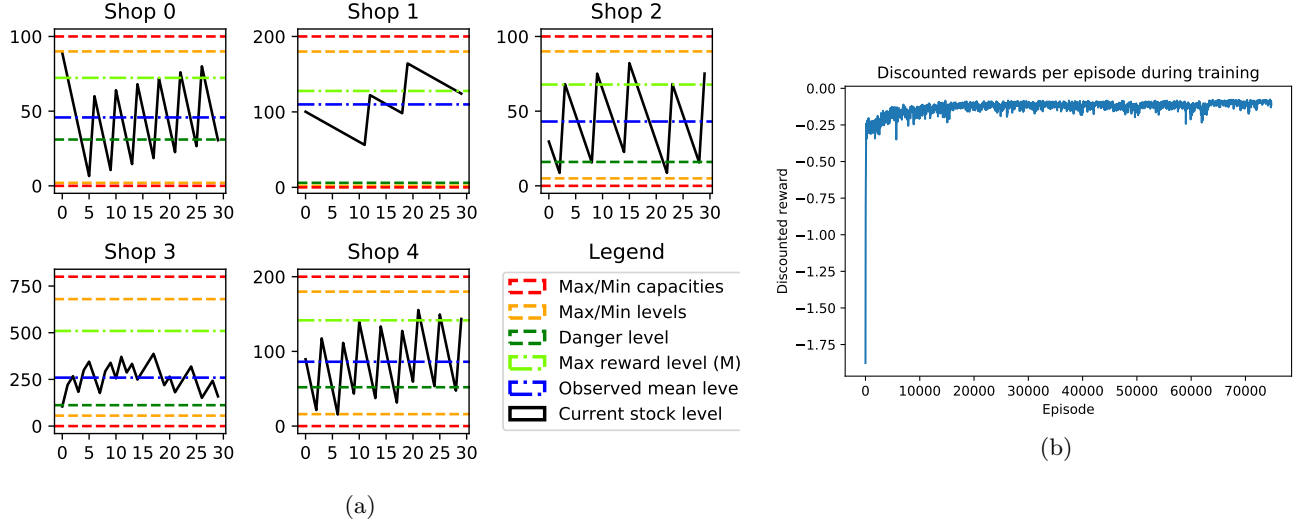 Shop 0
Shop 1
Shop 2
100
50
0
0 5 10 15 20 25 30
200
100
0
0 5 10 15 20 25 30
100
50
0
0 5 10 15 20 25 30
Shop 3
Shop 4
Legend
750
500
250
0
0 5 10 15 20 25 30
200
100
0
0 5 10 15 20 25 30
Max/Min capacities
Max/Min levels
Danger level
Max reward level (M)
Observed mean leve
Current stock level
(a)
Discounted rewards per episode during training
Discounted reward
0.00
−0.25
−0.50
−0.75
−1.00
−1.25
−1.50
−1.75
0 10000 20000 30000 40000 50000 60000 70000
Episode
(b)